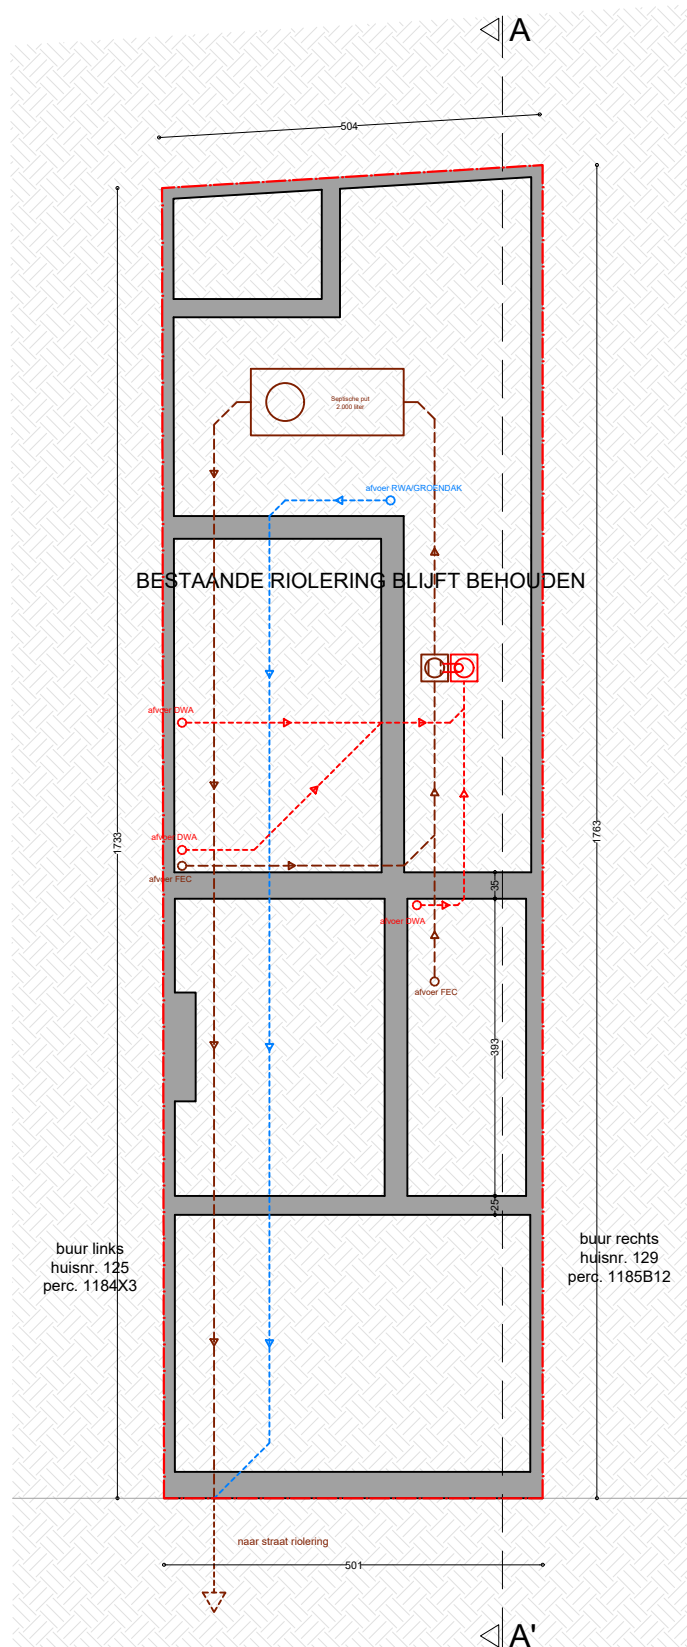 A
504
Septische put
2.000 liter.
afvoer RWA/GROENDAK
BESTAANDE RIOLERING BLIJFT BEHOUDEN
afvoer DWA
afvoer DWA
afvoer FEC
1733
1763
35
afvoer DWA
afvoer FEC
393
25
buur links
huisnr. 125
perc. 1184X3
buur rechts
huisnr. 129
perc. 1185B12
naar straat riolering
501
A'